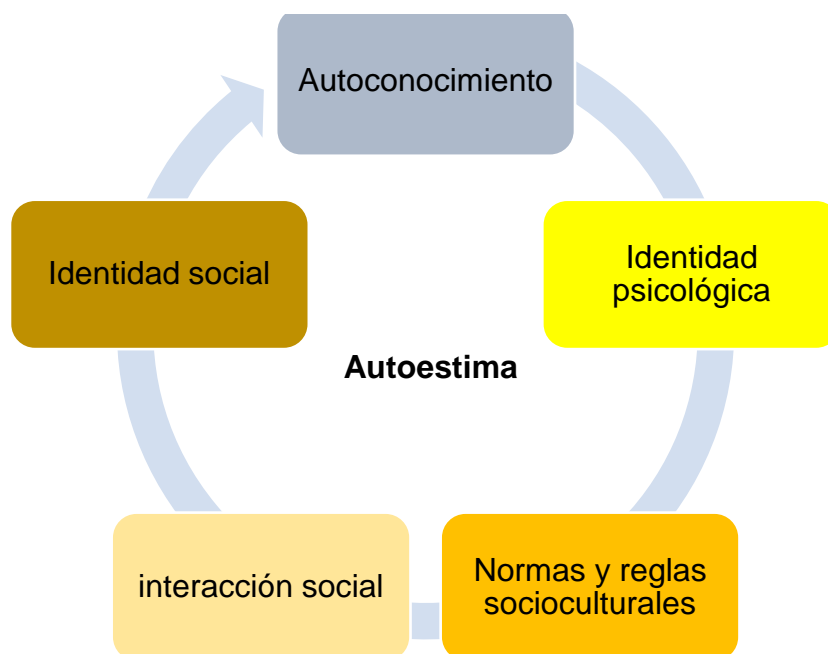 Autoconocimiento
Identidad
psicológica
Normas y reglas
socioculturales
interacción social
Identidad social
Autoestima